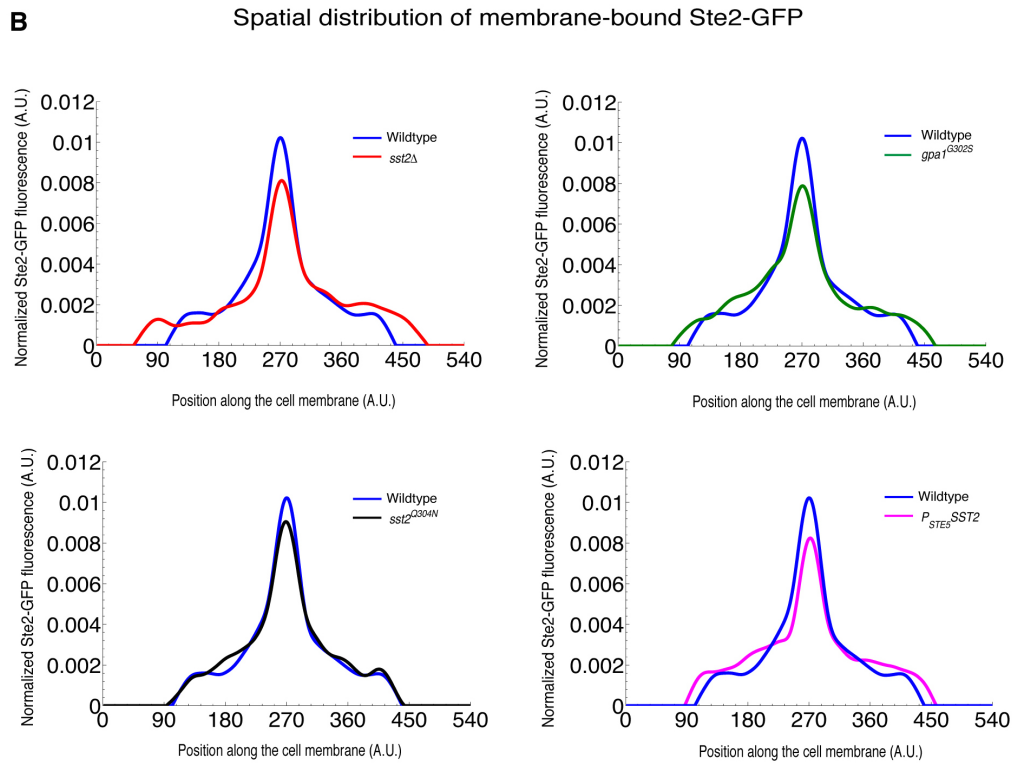 B
Spatial distribution of membrane-bound Ste2-GFP
Normalized Ste2-GFP fluorescence (A.U.)
0.012
0.01
0.008
0.006
0.004
0.002
0
0 90 180 270 360 450 540
Position along the cell membrane (A.U.)
Wildtype
sst2Δ
Normalized Ste2-GFP fluorescence (A.U.)
0.012
0.01
0.008
0.006
0.004
0.002
0
0 90 180 270 360 450 540
Position along the cell membrane (A.U.)
Wildtype
gpa1^G302S
Normalized Ste2-GFP fluorescence (A.U.)
0.012
0.01
0.008
0.006
0.004
0.002
0
0 90 180 270 360 450 540
Position along the cell membrane (A.U.)
Wildtype
sst2^Q304N
Normalized Ste2-GFP fluorescence (A.U.)
0.012
0.01
0.008
0.006
0.004
0.002
0
0 90 180 270 360 450 540
Position along the cell membrane (A.U.)
Wildtype
P_STE5SST2